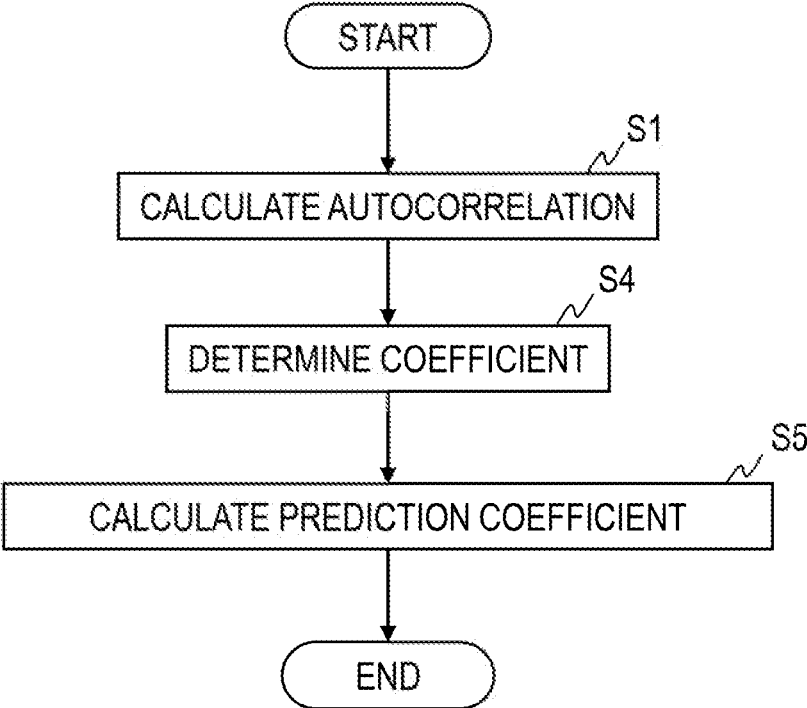 START
S1
CALCULATE AUTOCORRELATION
S4
DETERMINE COEFFICIENT
S5
CALCULATE PREDICTION COEFFICIENT
END